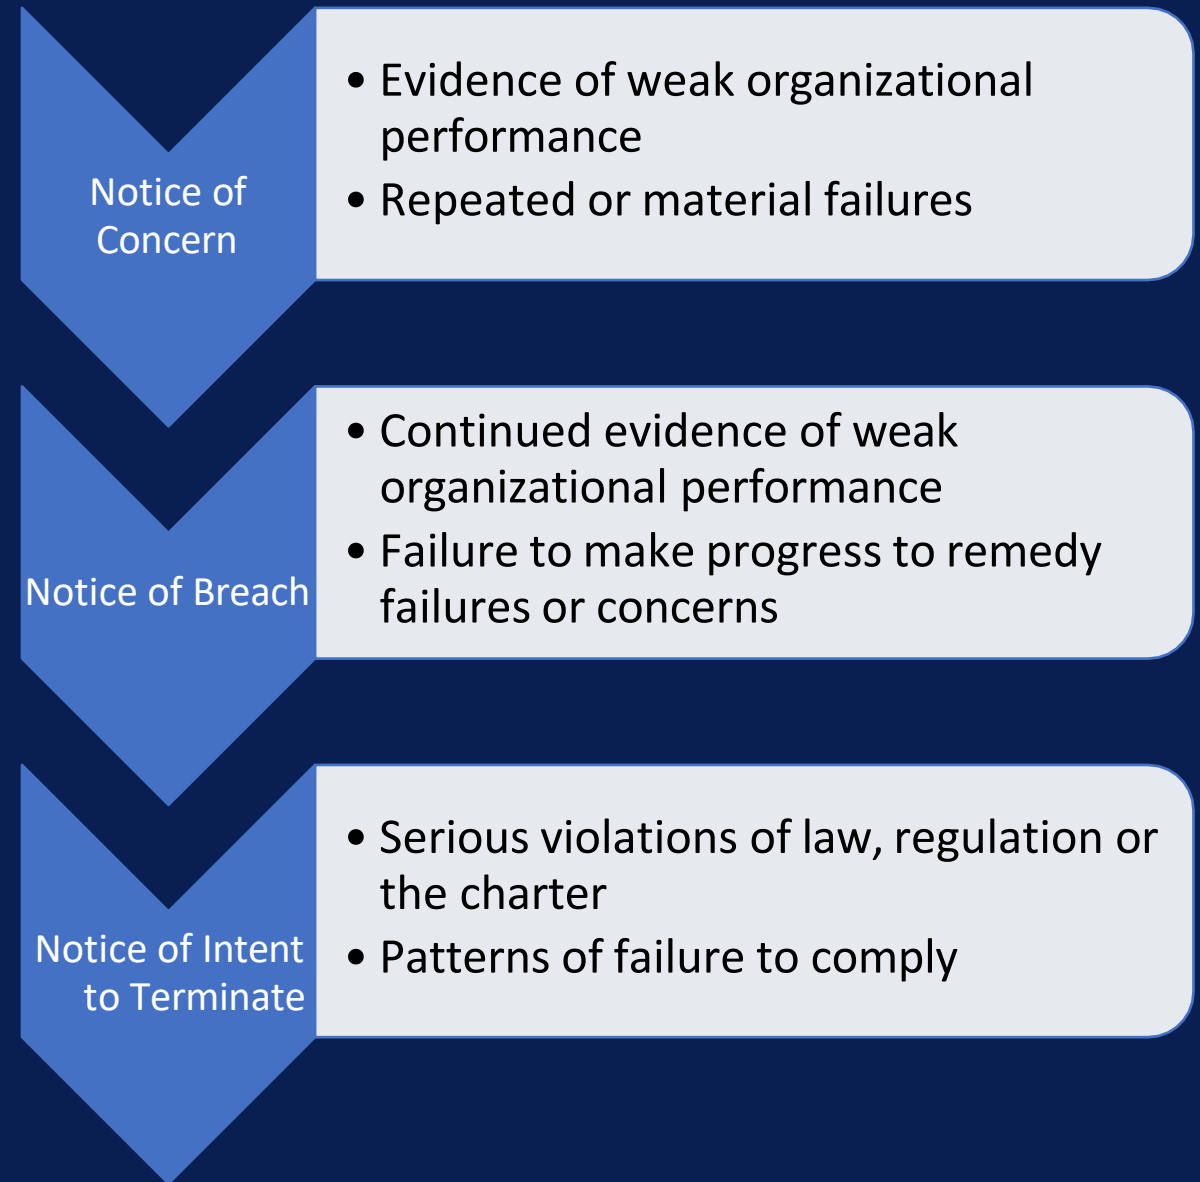 Notice of
Concern
• Evidence of weak organizational
performance
• Repeated or material failures
Notice of Breach
• Continued evidence of weak
organizational performance
• Failure to make progress to remedy
failures or concerns
Notice of Intent
to Terminate
• Serious violations of law, regulation or
the charter
• Patterns of failure to comply